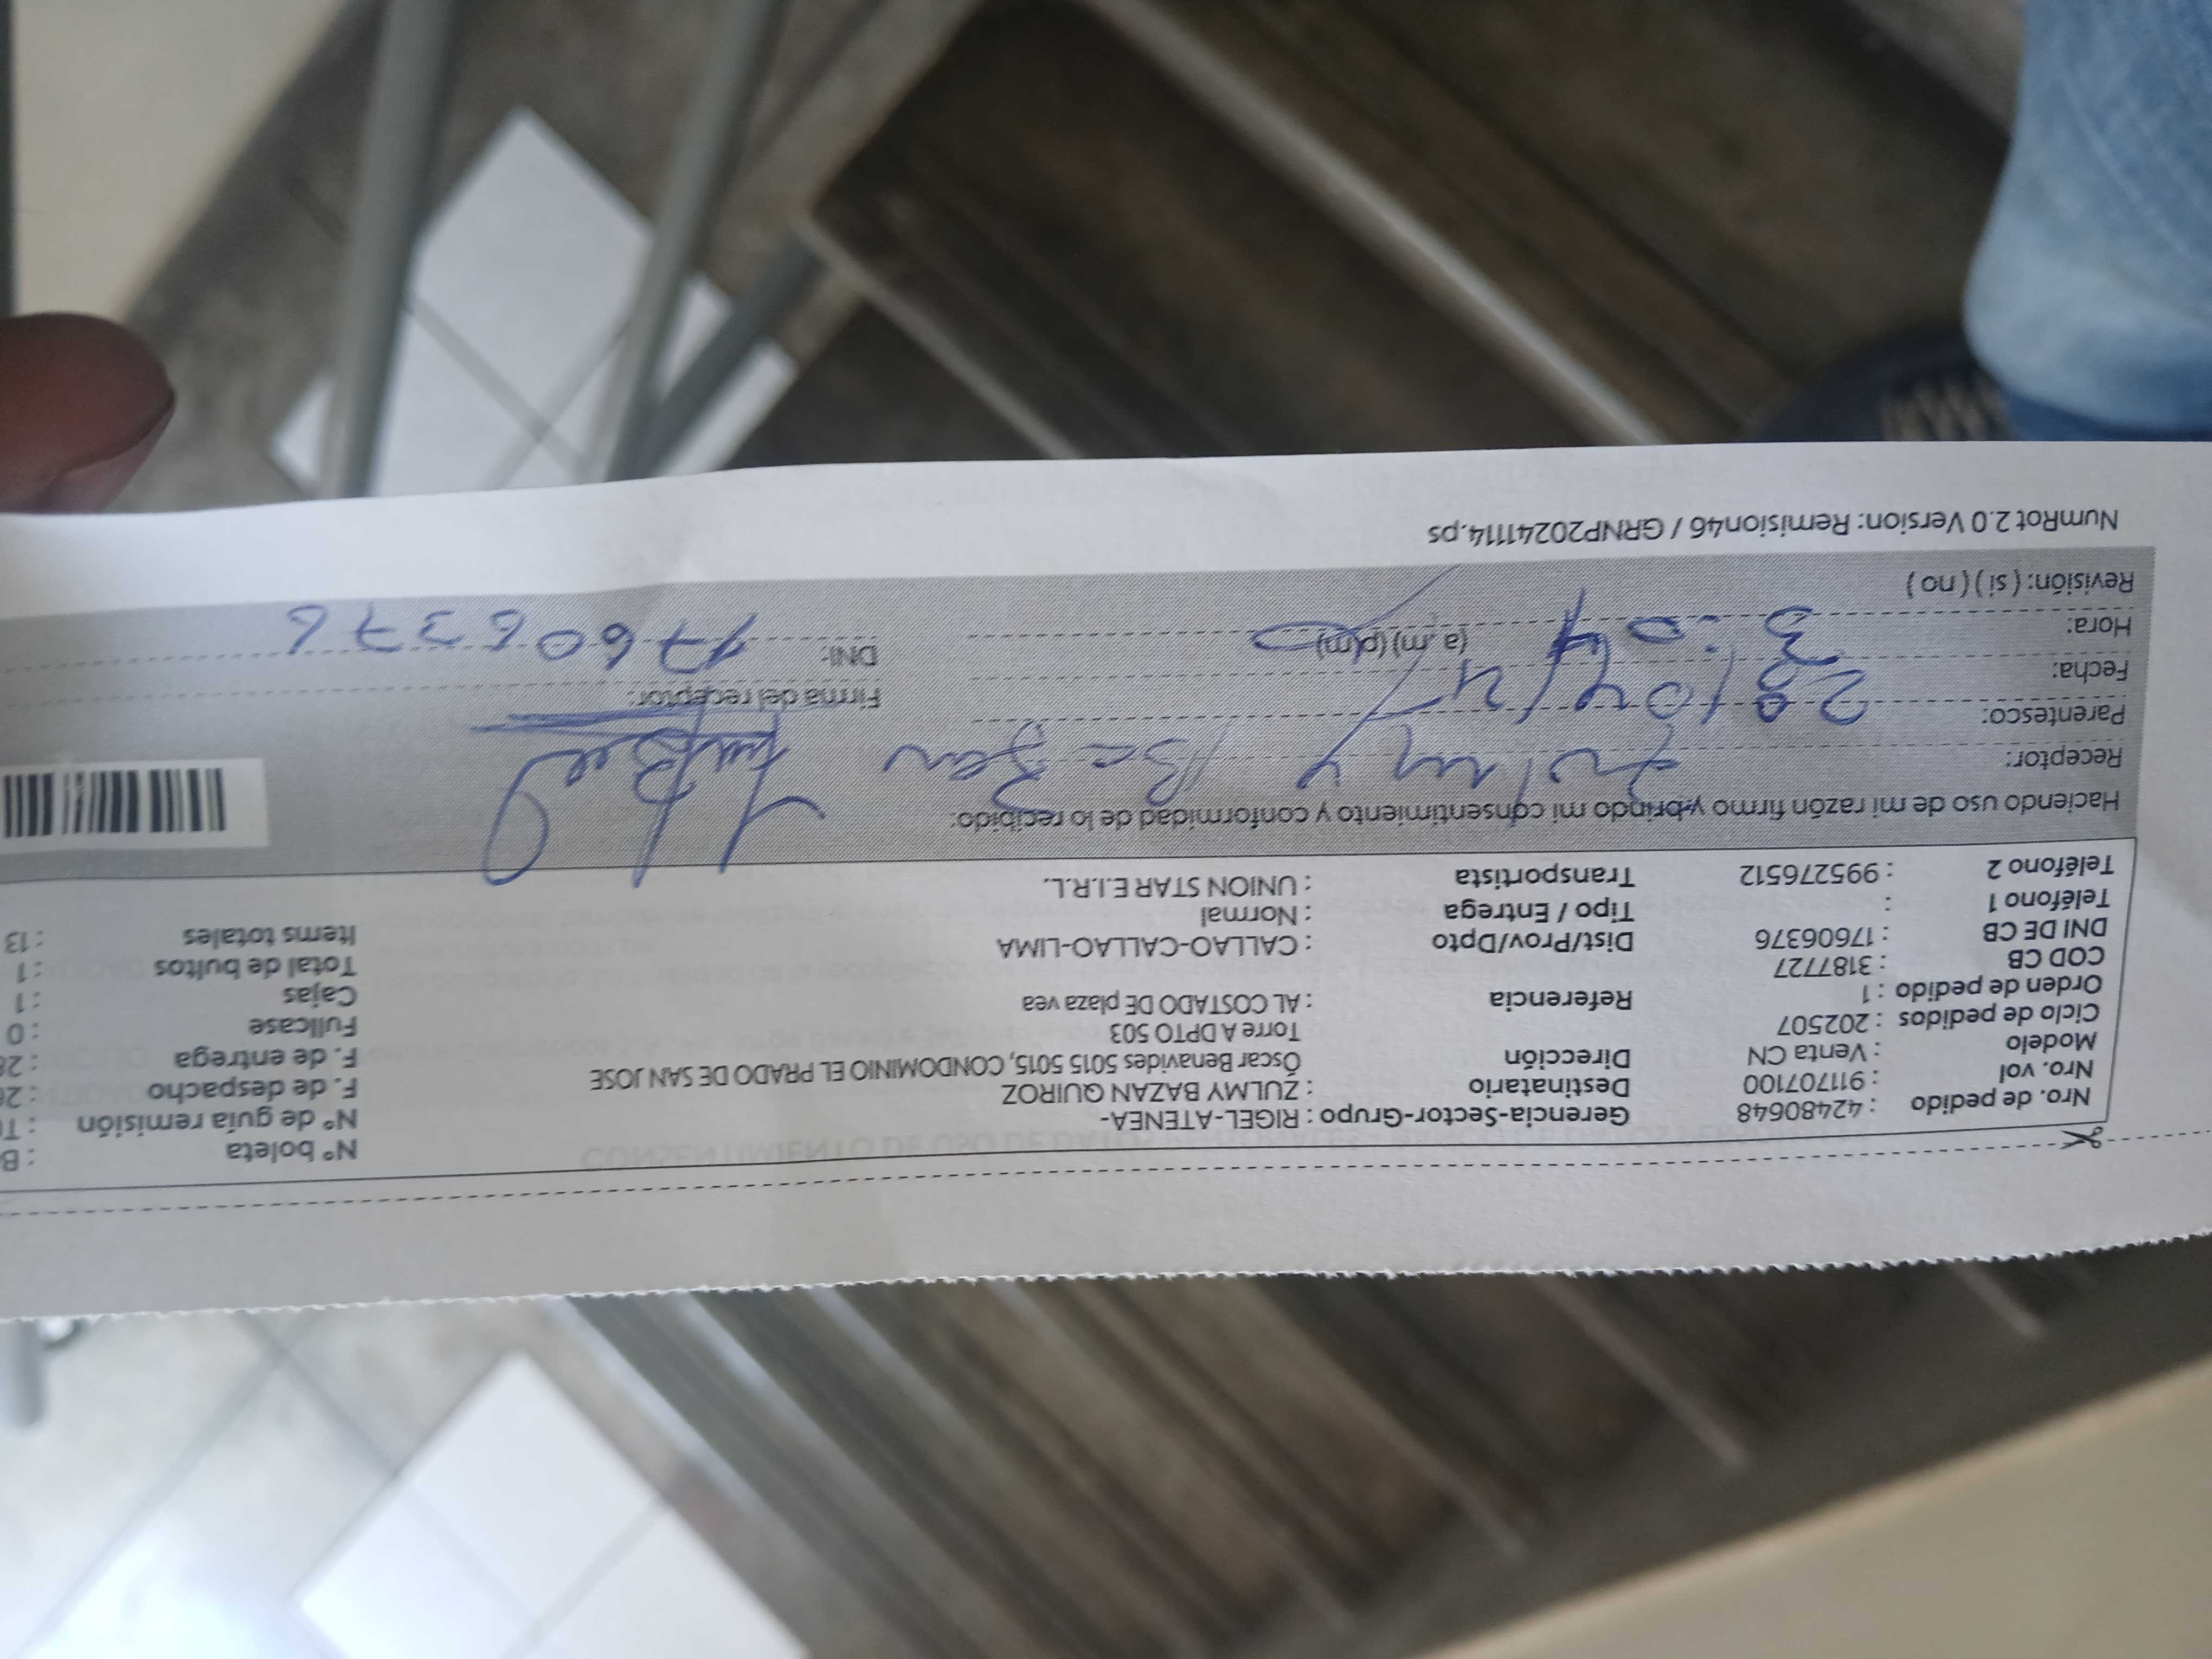 Nro. de pedido : 42480648
Nro. vol : 911707100
Modelo : Venta CN
Ciclo de pedidos : 202507
Orden de pedido : 1
COD CB : 3187727
DNI DE CB : 17606376
Teléfono 1 :
Teléfono 2 : 995276512
Gerencia-Sector-Grupo : RIGEL-ATENEA-
Destinatario : ZULMY BAZAN QUIROZ
Dirección : Óscar Benavides 5015 5015, CONDOMINIO EL PRADO DE SAN JOSE
Torre A DPTO 503
Referencia : AL COSTADO DE plaza vea
Dist/Prov/Dpto : CALLAO-CALLAO-LIMA
Tipo / Entrega : Normal
Transportista : UNION STAR E.I.R.L.
N° boleta : B
N° de guía remisión : T
F. de despacho : 26
F. de entrega : 28
Fullcase : 0
Cajas : 1
Total de bultos : 1
Items totales : 13
Haciendo uso de mi razón firmo y brindo mi consentimiento y conformidad de lo recibido:
Receptor: Zulmy Bazan
Parentesco:
Fecha: 28/04/
Hora: 3:04 (a .m) (p.m)
Revisión: ( si ) ( no )
Firma del receptor:
DNI: 17606376
NumRot 2.0 Version: Remision46 / GRNP20241114.ps